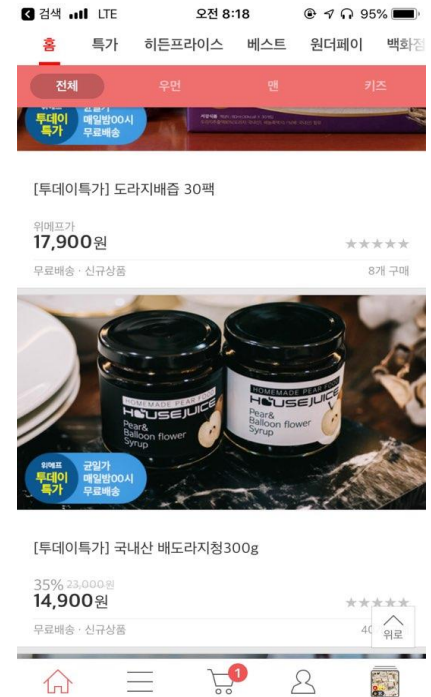 검색 LTE 오전 8:18 95%
홈 특가 히든프라이스 베스트 원더페이 백화점
전체 우먼 맨 키즈
투데이 매일밤00시
특가 무료배송
[투데이특가] 도라지배즙 30팩
위메프가
17,900원
무료배송 · 신규상품 8개 구매
HOMEMADE PEAR FOOD
HOUSEJUICE
Pear&
Balloon flower
Syrup
HOMEMADE PEAR FOOD
HOUSEJUICE
Pear&
Balloon flower
Syrup
위메프 균일가
투데이 매일밤00시
특가 무료배송
[투데이특가] 국내산 배도라지청300g
35% 23,000원
14,900원
무료배송 · 신규상품
위로
1